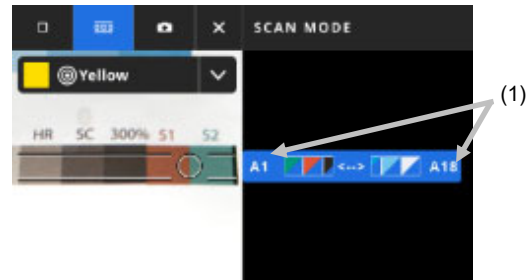 SCAN MODE
Yellow
HR SC 300% S1 S2
A1 <--> A18
(1)